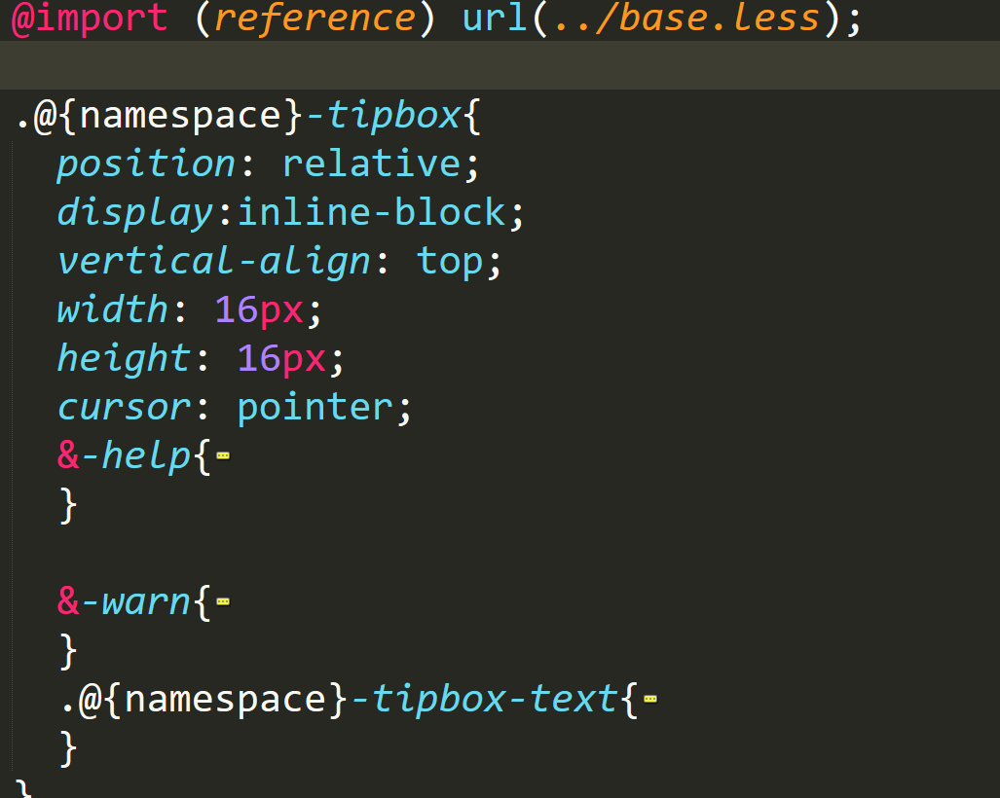 @import (reference) url(../base.less);
.@{namespace}-tipbox{
position: relative;
display:inline-block;
vertical-align: top;
width: 16px;
height: 16px;
cursor: pointer;
&-help{
}
&-warn{
}
.@{namespace}-tipbox-text{
}
}